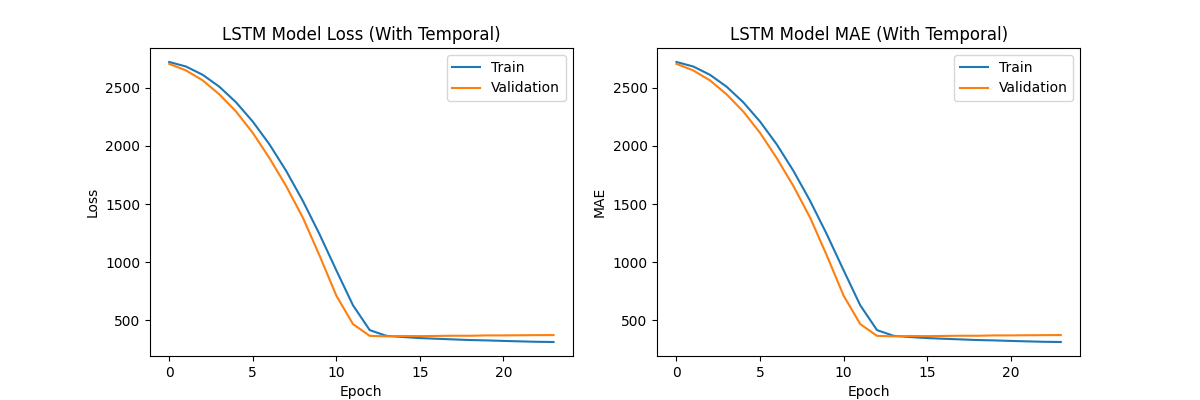 LSTM Model Loss (With Temporal)
Train
Validation
2500
2000
1500
1000
500
Loss
0
5
10
15
20
Epoch
LSTM Model MAE (With Temporal)
Train
Validation
2500
2000
1500
1000
500
MAE
0
5
10
15
20
Epoch